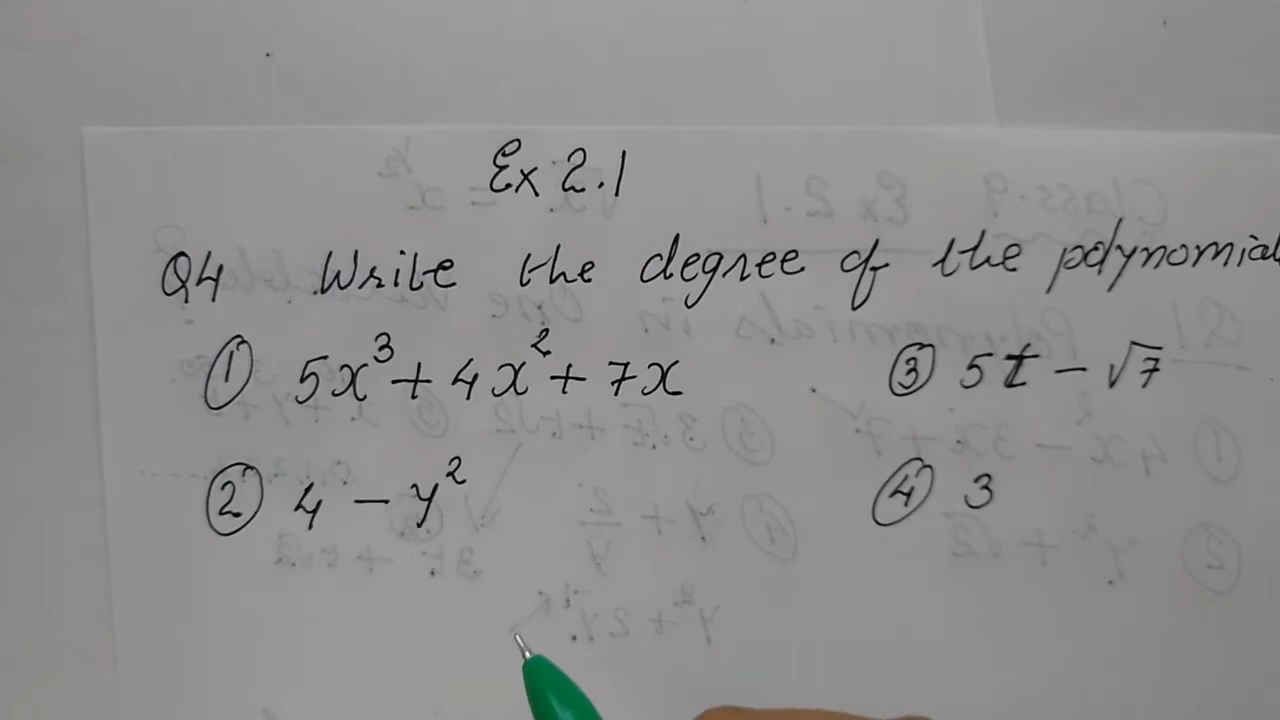 Ex 2.1
Q4 Write the degree of the polynomial
① 5x³ + 4x² + 7x
③ 5t - √7
② 4 - y²
④ 3